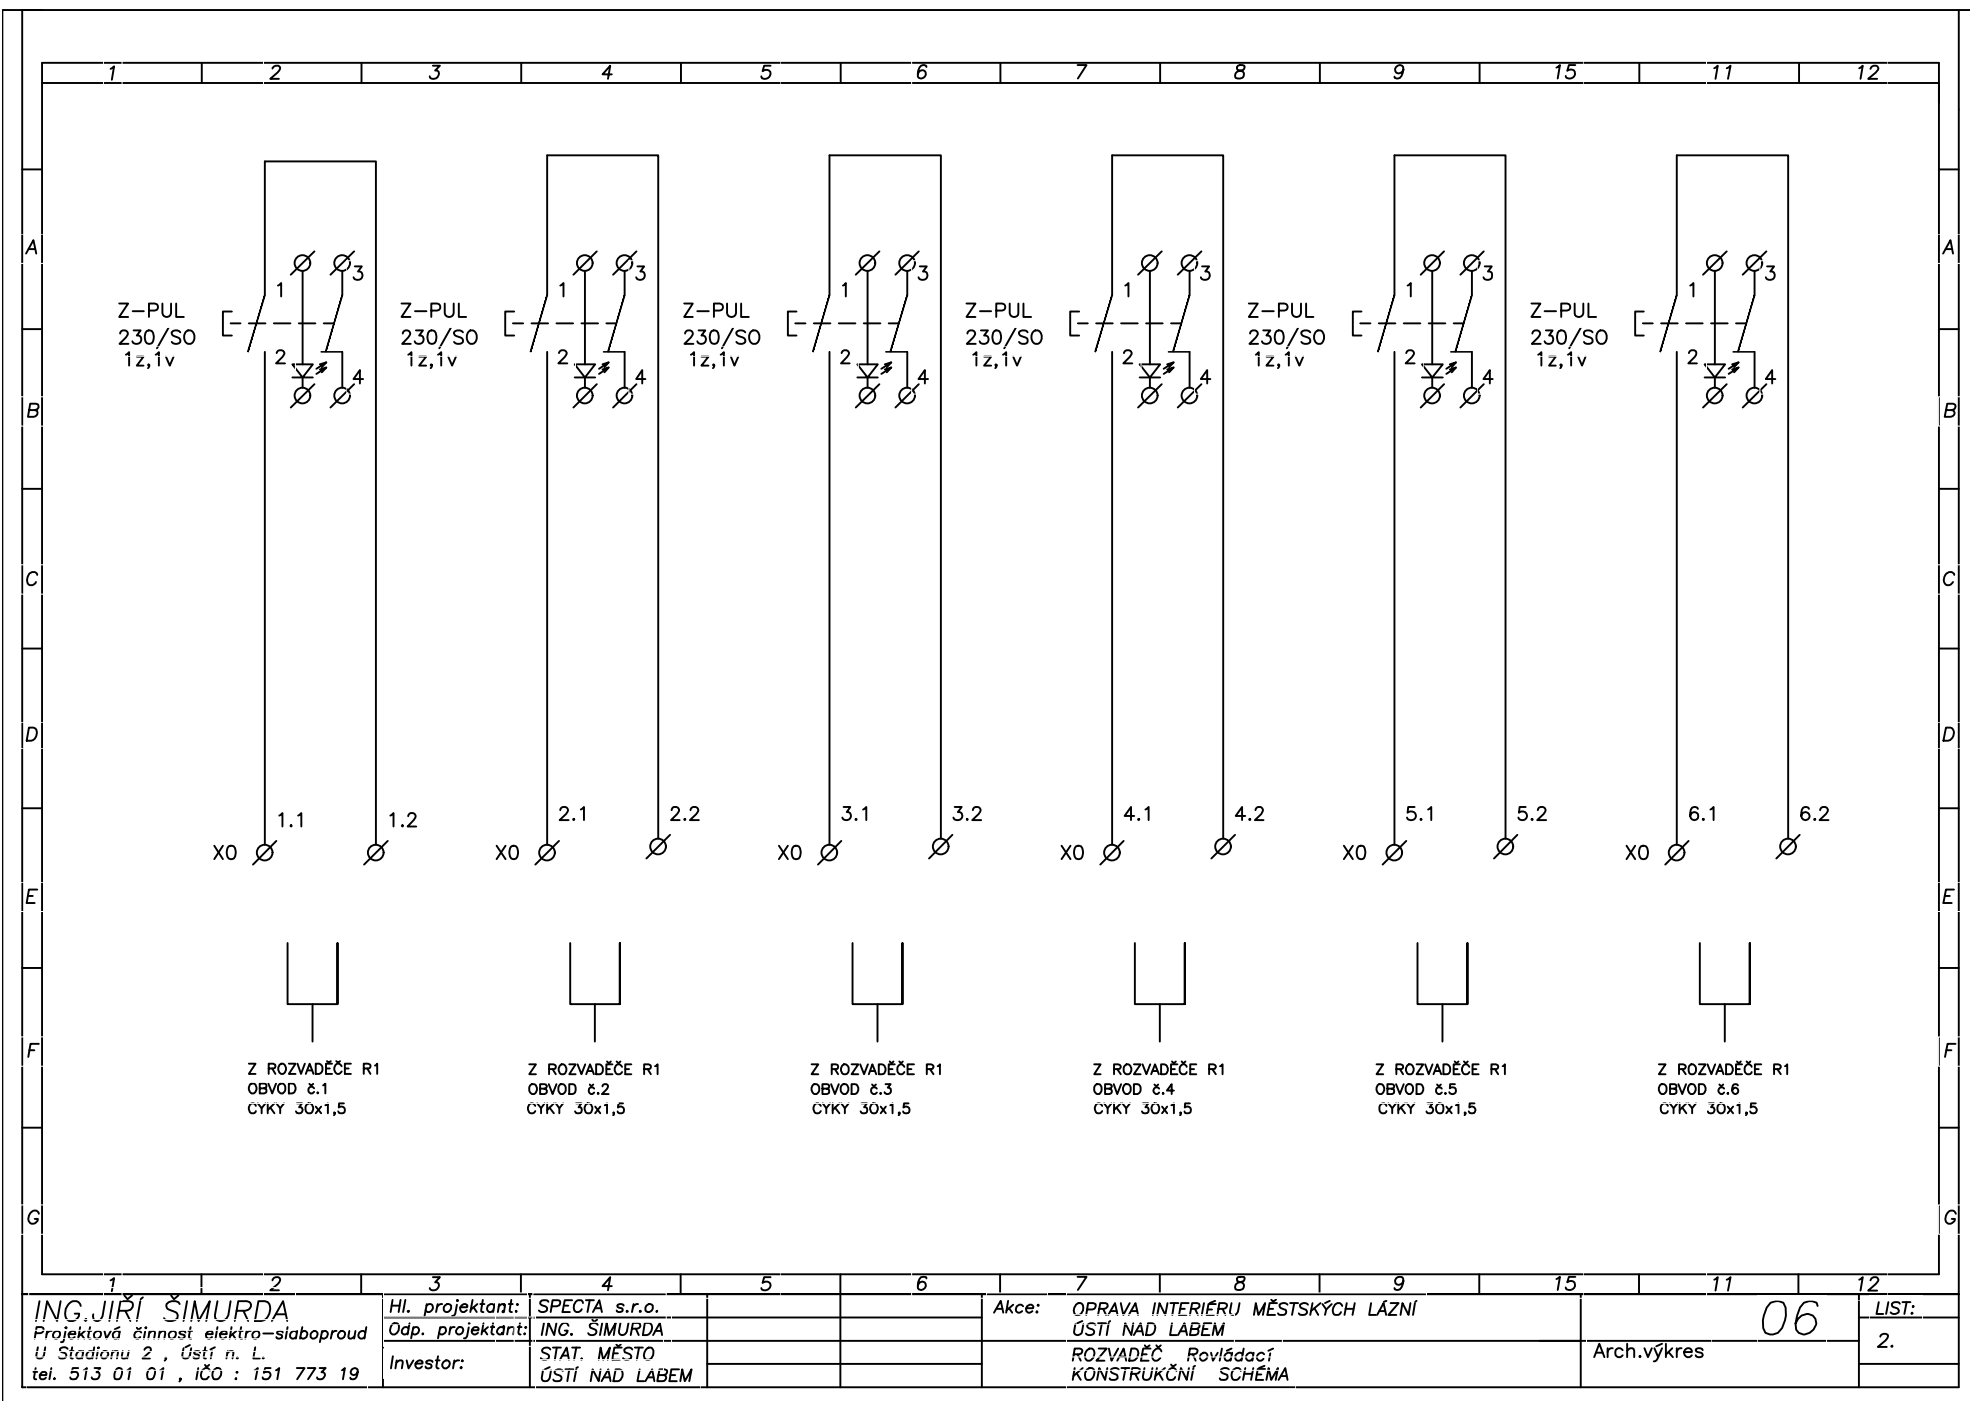 1 2 3 4 5 6 7 8 9 15 11 12
A A
B B
C C
D D
E E
F F
G G
Z-PUL
230/SO
1z,1v
1 3
2 4
Z-PUL
230/SO
1z,1v
1 3
2 4
Z-PUL
230/SO
1z,1v
1 3
2 4
Z-PUL
230/SO
1z,1v
1 3
2 4
Z-PUL
230/SO
1z,1v
1 3
2 4
Z-PUL
230/SO
1z,1v
1 3
2 4
1.1 1.2 2.1 2.2 3.1 3.2 4.1 4.2 5.1 5.2 6.1 6.2
X0 X0 X0 X0 X0 X0
Z ROZVADĚČE R1
OBVOD č.1
CYKY 3Ox1,5
Z ROZVADĚČE R1
OBVOD č.2
CYKY 3Ox1,5
Z ROZVADĚČE R1
OBVOD č.3
CYKY 3Ox1,5
Z ROZVADĚČE R1
OBVOD č.4
CYKY 3Ox1,5
Z ROZVADĚČE R1
OBVOD č.5
CYKY 3Ox1,5
Z ROZVADĚČE R1
OBVOD č.6
CYKY 3Ox1,5
1 2 3 4 5 6 7 8 9 15 11 12
ING.JIŘÍ ŠIMURDA
Projektová činnost elektro-slaboproud
U Stadionu 2 , Ústí n. L.
tel. 513 01 01 , IČO : 151 773 19
Hl. projektant: SPECTA s.r.o.
Odp. projektant: ING. ŠIMURDA
Investor: STAT. MĚSTO
ÚSTÍ NAD LABEM
Akce: OPRAVA INTERIÉRU MĚSTSKÝCH LÁZNÍ
ÚSTÍ NAD LABEM
ROZVADĚČ Rovládací
KONSTRUKČNÍ SCHÉMA
06
Arch.výkres
LIST:
2.